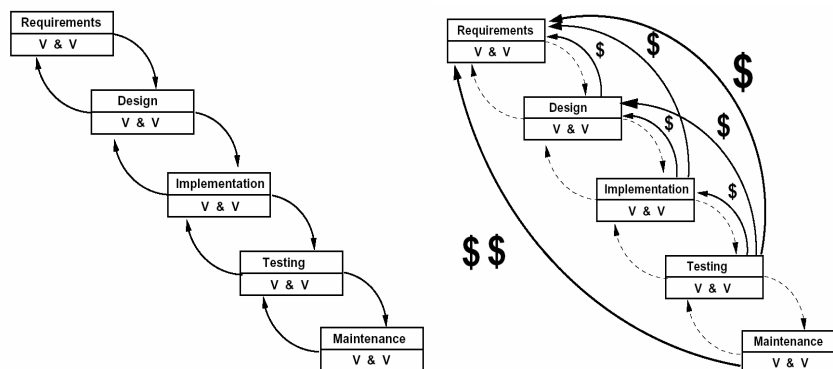 Requirements
V & V
Design
V & V
Implementation
V & V
Testing
V & V
Maintenance
V & V
Requirements
V & V
$
$
$
Design
V & V
$
$
Implementation
V & V
$
$ $
Testing
V & V
Maintenance
V & V